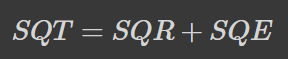 SQT = SQR + SQE